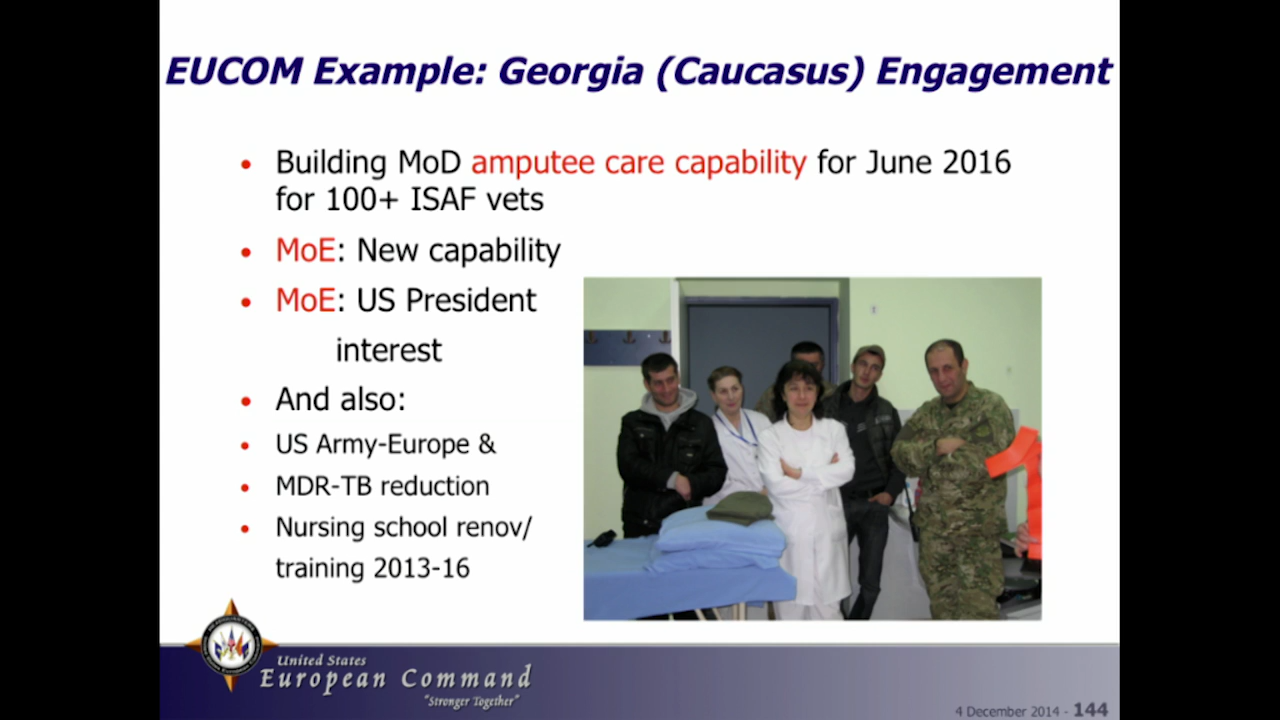 EUCOM Example: Georgia (Caucasus) Engagement
• Building MoD amputee care capability for June 2016
for 100+ ISAF vets
• MoE: New capability
• MoE: US President
interest
• And also:
• US Army-Europe &
• MDR-TB reduction
• Nursing school renov/
training 2013-16
United States
European Command
"Stronger Together"
4 December 2014 - 144